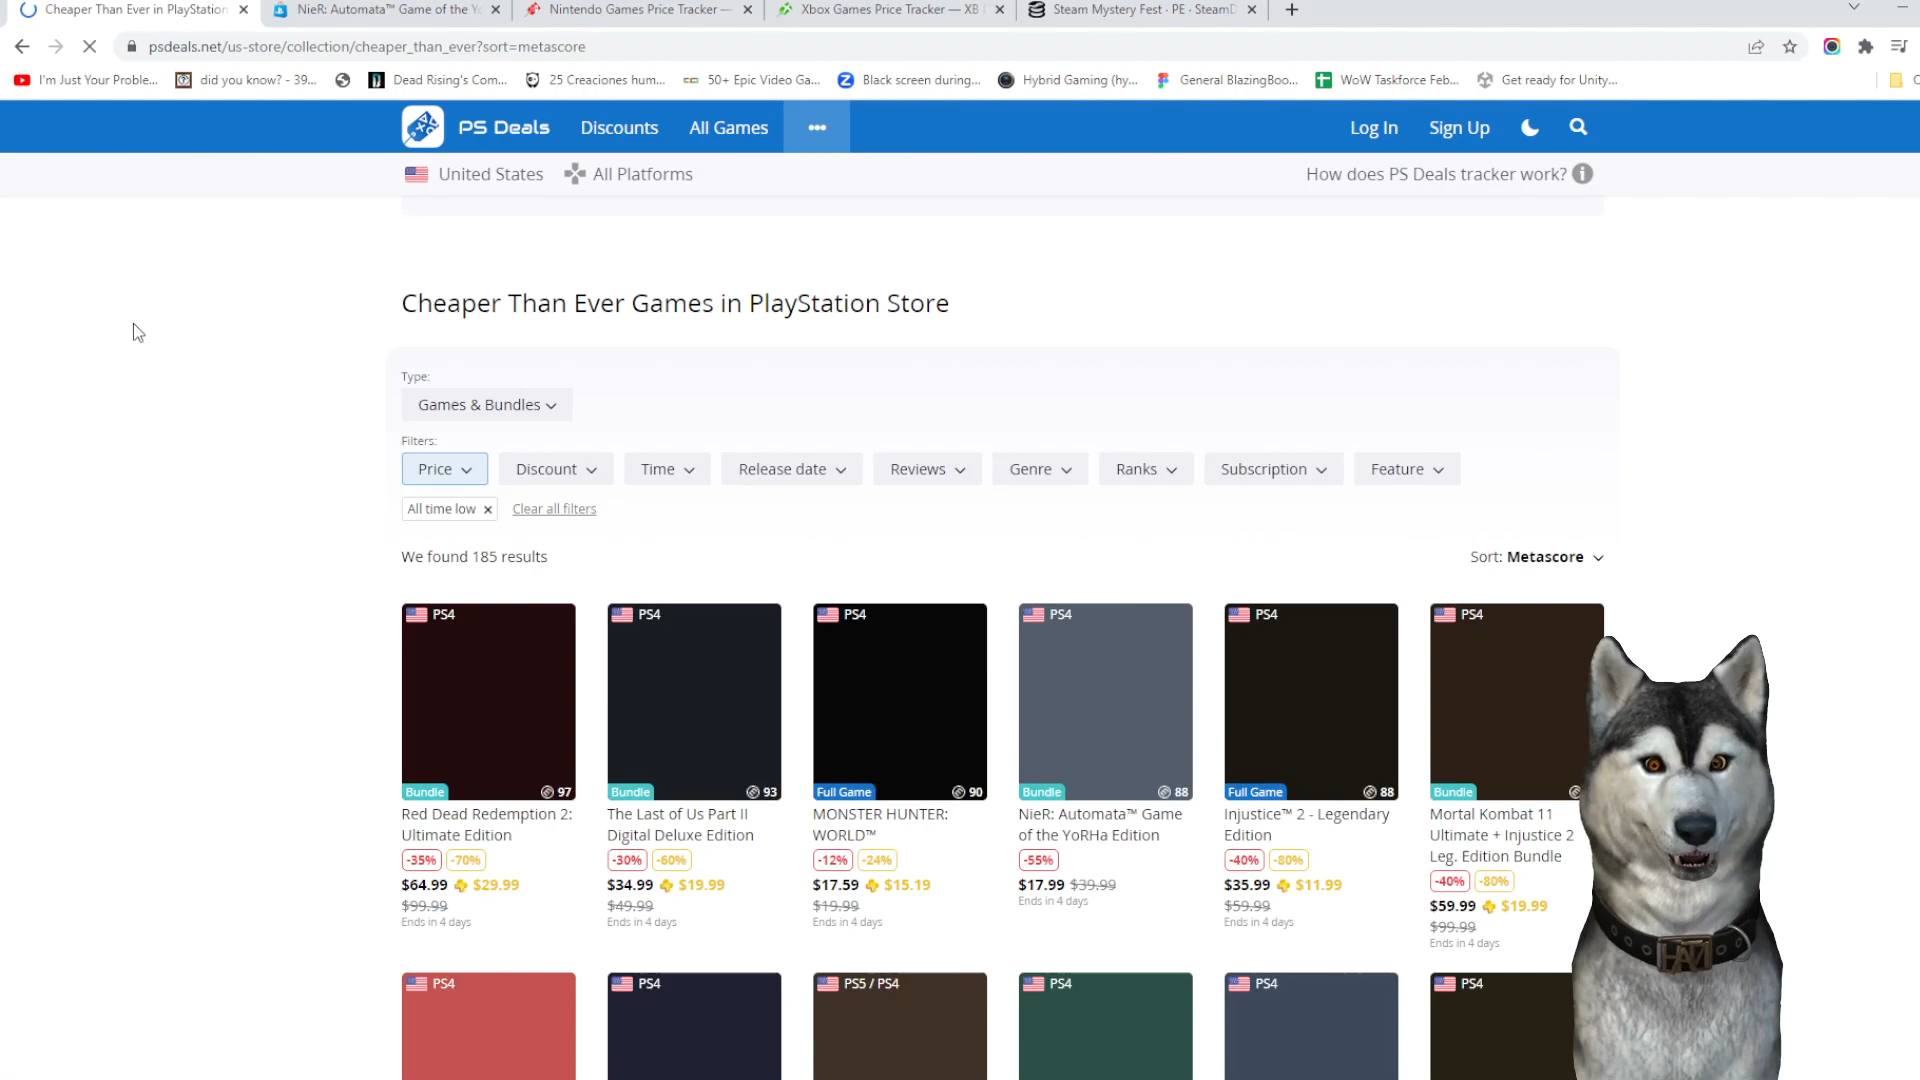 Cheaper Than Ever in PlayStation
NieR: Automata™ Game of the Y
Nintendo Games Price Tracker —
Xbox Games Price Tracker — XB
Steam Mystery Fest · PE · SteamD
psdeals.net/us-store/collection/cheaper_than_ever?sort=metascore
I'm Just Your Proble...
did you know? - 39...
Dead Rising's Com...
25 Creaciones hum...
50+ Epic Video Ga...
Black screen during...
Hybrid Gaming (hy...
General BlazingBoo...
WoW Taskforce Feb...
Get ready for Unity...
PS Deals
Discounts
All Games
Log In
Sign Up
United States
All Platforms
How does PS Deals tracker work?
Cheaper Than Ever Games in PlayStation Store
Type:
Games & Bundles
Filters:
Price
Discount
Time
Release date
Reviews
Genre
Ranks
Subscription
Feature
All time low ×
Clear all filters
We found 185 results
Sort: Metascore
PS4
Bundle
97
Red Dead Redemption 2:
Ultimate Edition
-35% -70%
$64.99 $29.99
$99.99
Ends in 4 days
PS4
Bundle
93
The Last of Us Part II
Digital Deluxe Edition
-30% -60%
$34.99 $19.99
$49.99
Ends in 4 days
PS4
Full Game
90
MONSTER HUNTER:
WORLD™
-12% -24%
$17.59 $15.19
$19.99
Ends in 4 days
PS4
Bundle
88
NieR: Automata™ Game
of the YoRHa Edition
-55%
$17.99 $39.99
Ends in 4 days
PS4
Full Game
88
Injustice™ 2 - Legendary
Edition
-40% -80%
$35.99 $11.99
$59.99
Ends in 4 days
PS4
Bundle
Mortal Kombat 11
Ultimate + Injustice 2
Leg. Edition Bundle
-40% -80%
$59.99 $19.99
$99.99
Ends in 4 days
PS4
PS4
PS5 / PS4
PS4
PS4
PS4